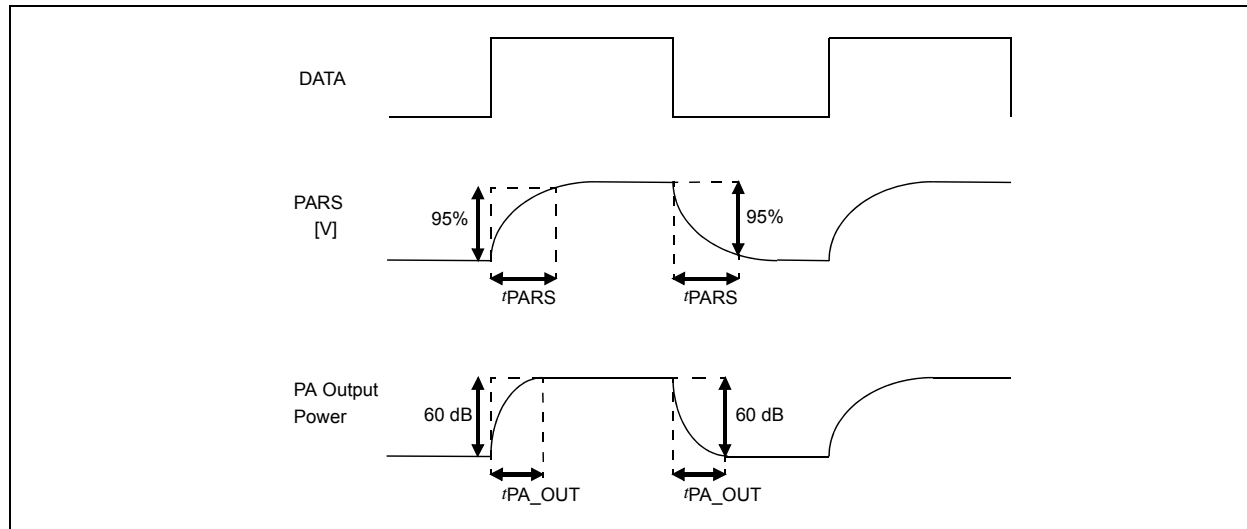 DATA
PARS
[V]
95%
95%
tPARS
tPARS
PA Output
Power
60 dB
60 dB
tPA_OUT
tPA_OUT